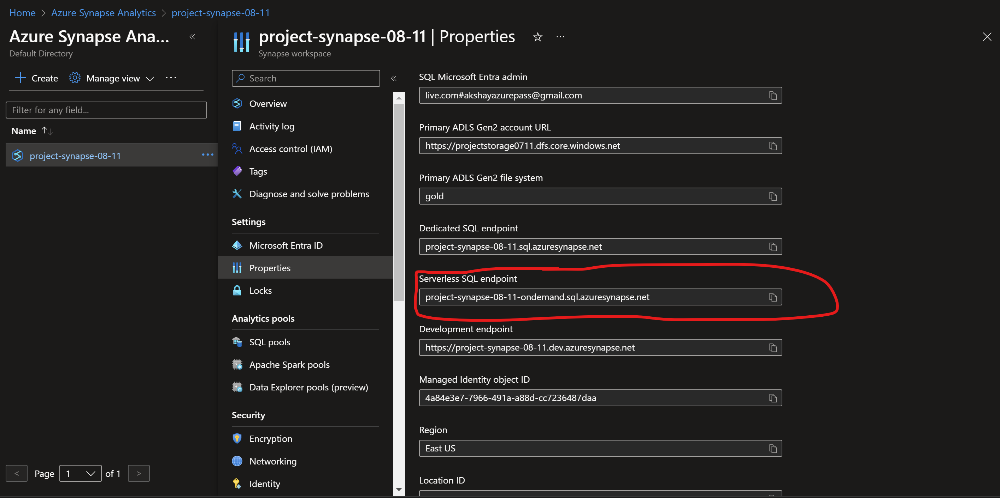 Home > Azure Synapse Analytics > project-synapse-08-11
Azure Synapse Ana...
Default Directory
Create Manage view ...
Filter for any field...
Name
project-synapse-08-11
Page 1 of 1
project-synapse-08-11 | Properties
Synapse workspace
Search
Overview
Activity log
Access control (IAM)
Tags
Diagnose and solve problems
Settings
Microsoft Entra ID
Properties
Locks
Analytics pools
SQL pools
Apache Spark pools
Data Explorer pools (preview)
Security
Encryption
Networking
Identity
SQL Microsoft Entra admin
live.com#akshayazurepass@gmail.com
Primary ADLS Gen2 account URL
https://projectstorage0711.dfs.core.windows.net
Primary ADLS Gen2 file system
gold
Dedicated SQL endpoint
project-synapse-08-11.sql.azuresynapse.net
Serverless SQL endpoint
project-synapse-08-11-ondemand.sql.azuresynapse.net
Development endpoint
https://project-synapse-08-11.dev.azuresynapse.net
Managed Identity object ID
4a84e3e7-7966-491a-a88d-cc7236487daa
Region
East US
Location ID